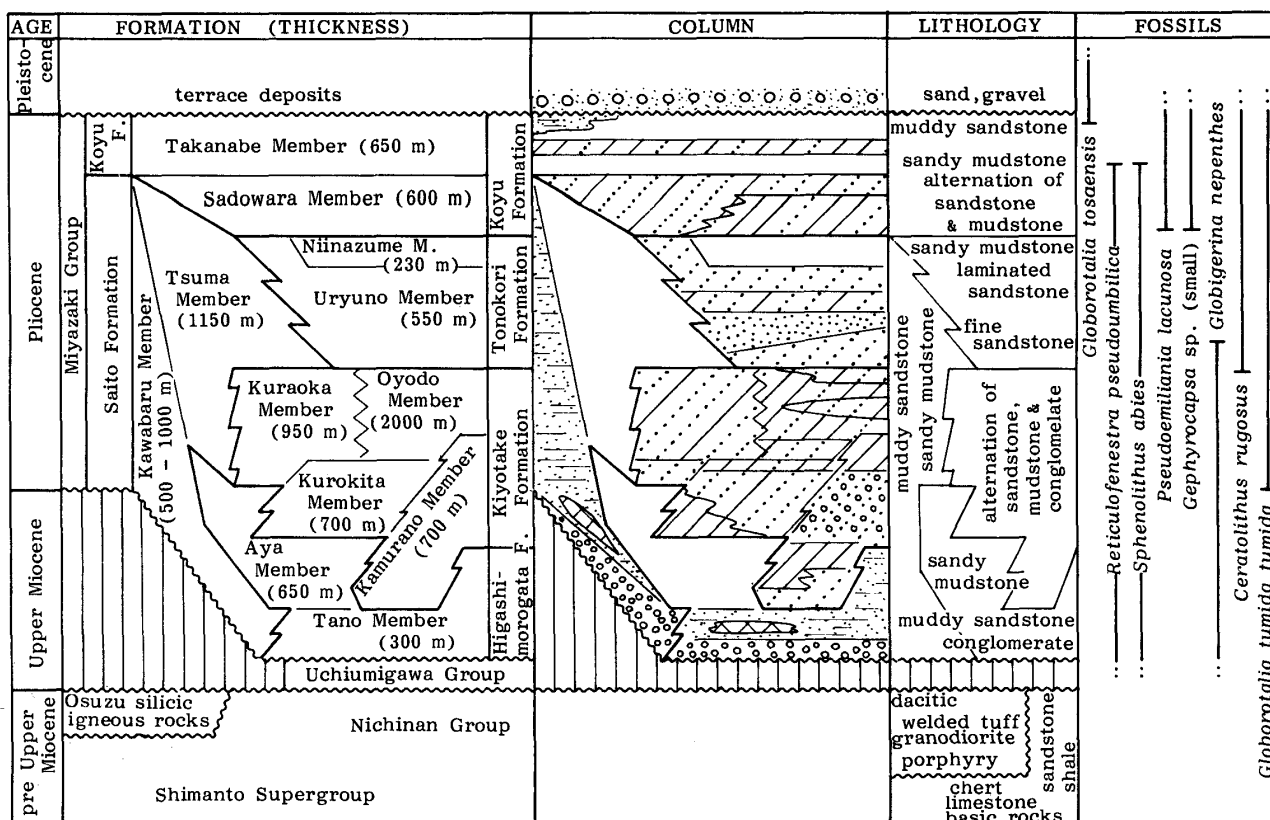 AGE FORMATION (THICKNESS) COLUMN LITHOLOGY FOSSILS
Pleisto-
cene
terrace deposits
sand,gravel
Pliocene
Miyazaki Group
Koyu
F.
Takanabe Member (650 m)
Sadowara Member (600 m)
Koyu
Formation
muddy sandstone
sandy mudstone
alternation of
sandstone
& mudstone
Saito Formation
Kawabaru Member
(500 - 1000 m)
Tsuma
Member
(1150 m)
Niinazume M.
(230 m)
Uryuno Member
(550 m)
Tonokori
Formation
sandy mudstone
laminated
sandstone
fine
sandstone
muddy sandstone
sandy mudstone
Kuraoka
Member
(950 m)
Oyodo
Member
(2000 m)
Kiyotake
Formation
alternation of
sandstone,
mudstone &
conglomelate
Upper Miocene
Kurokita
Member
(700 m)
Kamurano Member
(700 m)
Aya
Member
(650 m)
Higashi-
morogata F.
sandy
mudstone
Tano Member
(300 m)
muddy sandstone
conglomerate
Uchiumigawa Group
pre Upper
Miocene
Osuzu silicic
igneous rocks
Nichinan Group
Shimanto Supergroup
dacitic
welded tuff
granodiorite
porphyry
sandstone
shale
chert
limestone
basic rocks
Globorotalia tosaensis
Reticulofenestra pseudoumbilica
Sphenolithus abies
Pseudoemiliania lacunosa
Gephyrocapsa sp. (small)
Globigerina nepenthes
Ceratolithus rugosus
Globorotalia tumida tumida